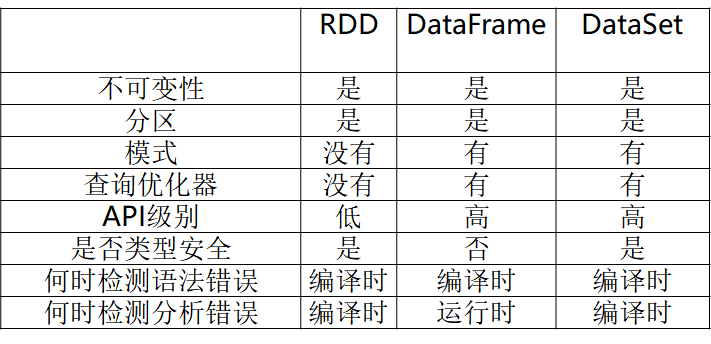 RDD DataFrame DataSet
不可变性 是 是 是
分区 是 是 是
模式 没有 有 有
查询优化器 没有 有 有
API级别 低 高 高
是否类型安全 是 否 是
何时检测语法错误 编译时 编译时 编译时
何时检测分析错误 编译时 运行时 编译时